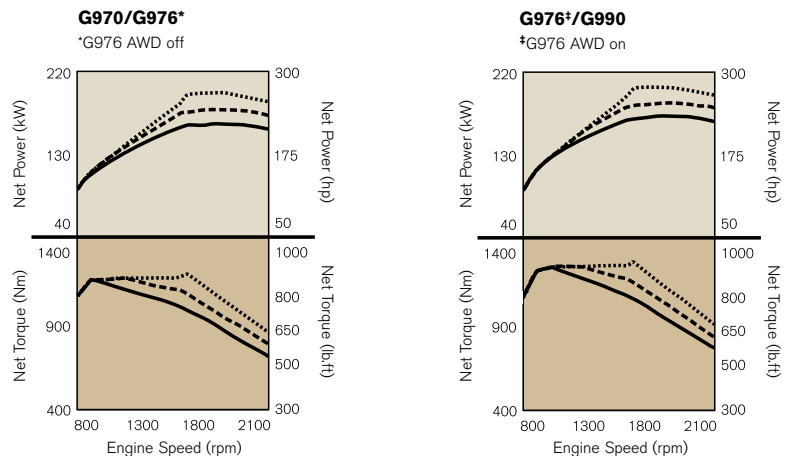 G970/G976*
*G976 AWD off
220
130
40
Net Power (kW)
300
175
50
Net Power (hp)
1400
900
400
Net Torque (Nm)
1000
800
650
500
300
Net Torque (lb.ft)
800 1300 1800 2100
Engine Speed (rpm)
G976‡/G990
‡G976 AWD on
220
130
40
Net Power (kW)
300
175
50
Net Power (hp)
1400
900
400
Net Torque (Nm)
1000
800
650
500
300
Net Torque (lb.ft)
800 1300 1800 2100
Engine Speed (rpm)